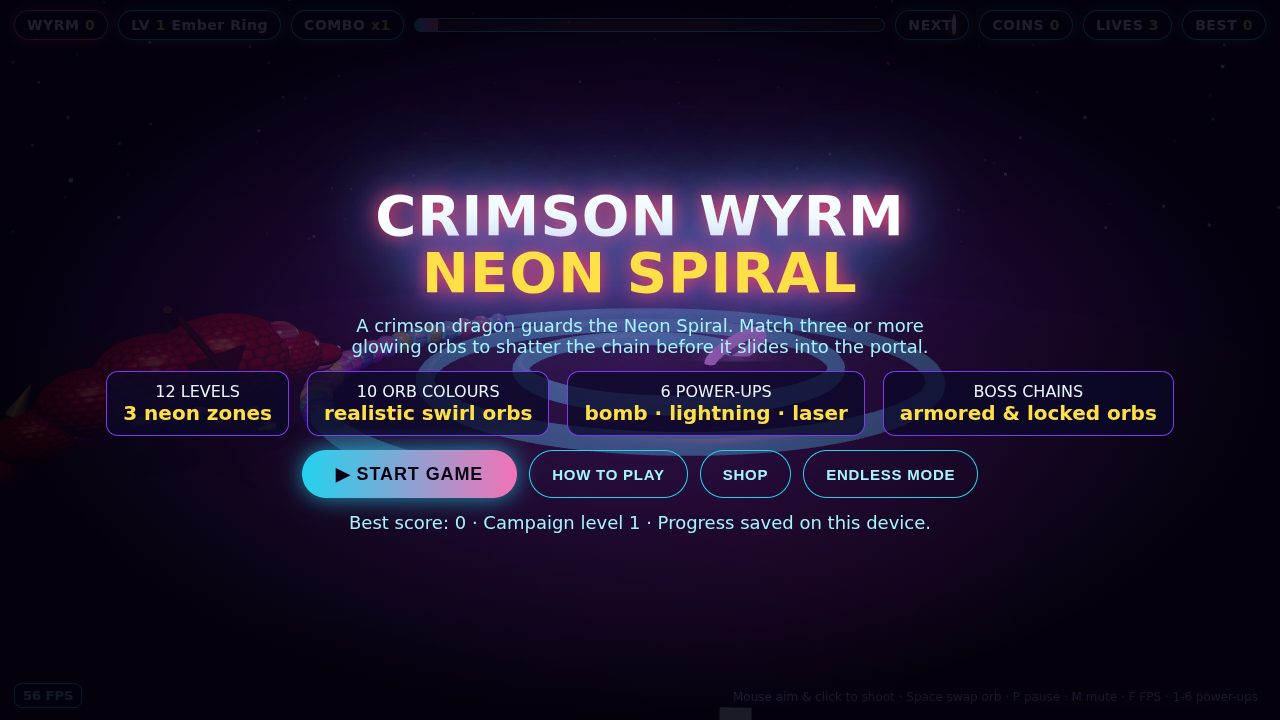 WYRM 0 LV 1 Ember Ring COMBO x1 NEXT COINS 0 LIVES 3 BEST 0
CRIMSON WYRM
NEON SPIRAL
A crimson dragon guards the Neon Spiral. Match three or more
glowing orbs to shatter the chain before it slides into the portal.
12 LEVELS
3 neon zones
10 ORB COLOURS
realistic swirl orbs
6 POWER-UPS
bomb · lightning · laser
BOSS CHAINS
armored & locked orbs
▶ START GAME HOW TO PLAY SHOP ENDLESS MODE
Best score: 0 · Campaign level 1 · Progress saved on this device.
56 FPS
Mouse aim & click to shoot · Space swap orb · P pause · M mute · F FPS · 1-6 power-ups